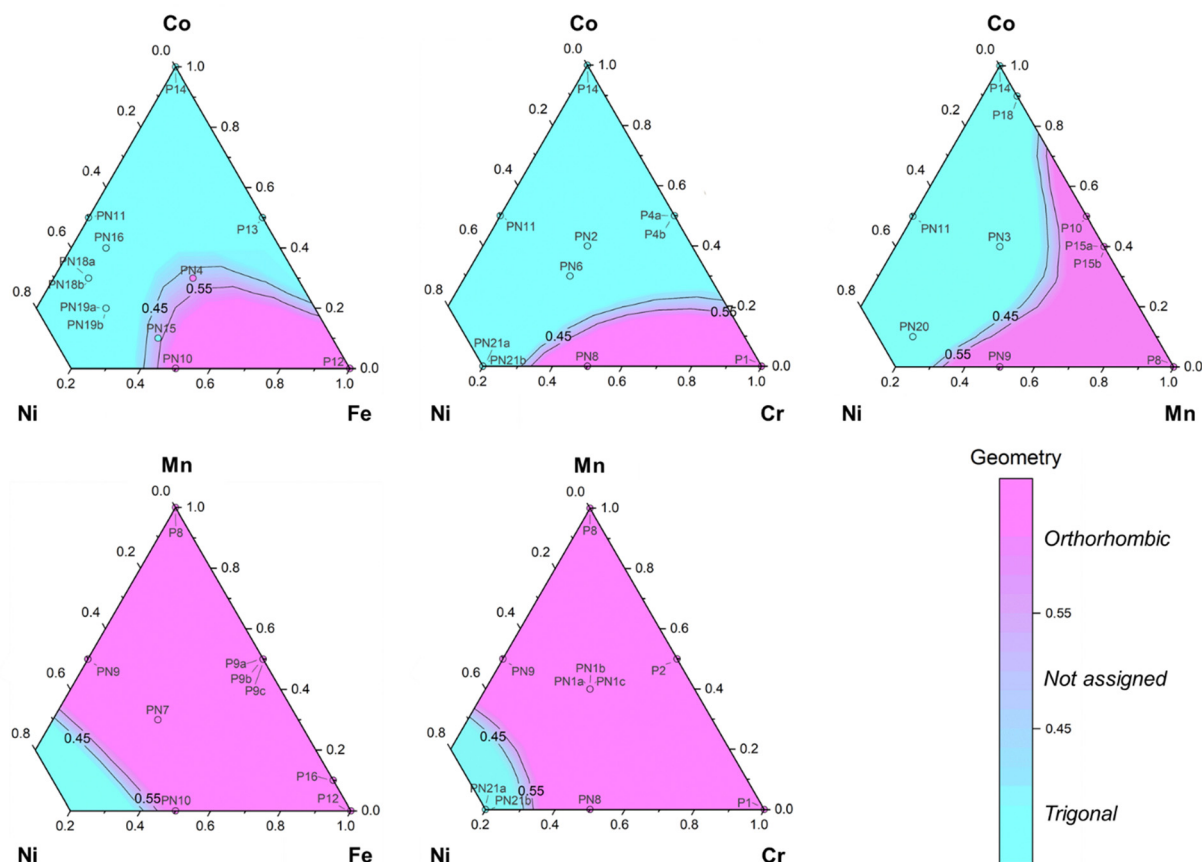 Co
0.0
1.0
P14
0.2
0.8
0.4
0.6
PN11
P13
0.6
PN16
0.4
PN18a
PN4
0.8
PN18b
0.55
PN19a
0.45
0.2
PN19b
PN15
PN10
P12
0.0
0.2
0.4
0.6
0.8
1.0
Ni
Fe
Co
0.0
1.0
P14
0.2
0.8
0.4
0.6
P4a
PN11
P4b
0.6
PN2
0.4
PN6
0.8
0.2
0.45
0.55
PN21a
PN21b
PN8
P1
0.0
0.2
0.4
0.6
0.8
1.0
Ni
Cr
Co
0.0
1.0
P14
P18
0.2
0.8
0.4
0.6
PN11
P10
0.6
PN3
P15a
0.4
P15b
0.8
0.45
0.2
PN20
0.55
PN9
P8
0.0
0.2
0.4
0.6
0.8
1.0
Ni
Mn
Mn
0.0
1.0
P8
0.2
0.8
0.4
0.6
PN9
P9a
P9b
0.6
P9c
0.4
PN7
0.8
0.45
0.2
P16
0.55
PN10
P12
0.0
0.2
0.4
0.6
0.8
1.0
Ni
Fe
Mn
0.0
1.0
P8
0.2
0.8
0.4
0.6
PN9
PN1b
P2
0.6
PN1a
PN1c
0.4
0.8
0.45
0.2
PN21a
PN21b
0.55
PN8
P1
0.0
0.2
0.4
0.6
0.8
1.0
Ni
Cr
Geometry
Orthorhombic
0.55
Not assigned
0.45
Trigonal